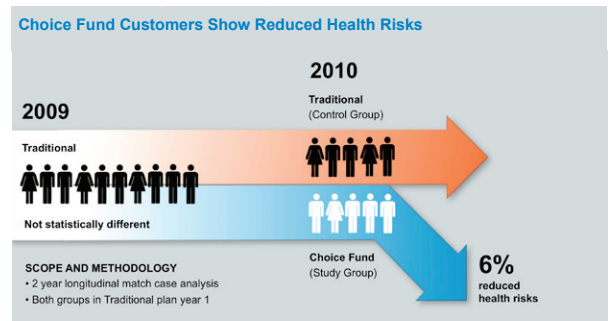 Choice Fund Customers Show Reduced Health Risks
2010
Traditional
(Control Group)
2009
Traditional
Not statistically different
Choice Fund
(Study Group)
SCOPE AND METHODOLOGY
• 2 year longitudinal match case analysis
• Both groups in Traditional plan year 1
6%
reduced
health risks